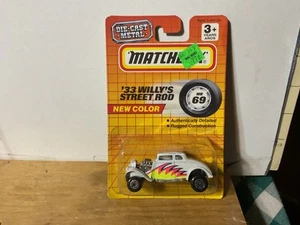 DIE-CAST
METAL
3+
MATCHBOX
'33 WILLY'S
STREET ROD
MB
69
NEW COLOR
• Authentically Detailed
• Rugged Construction